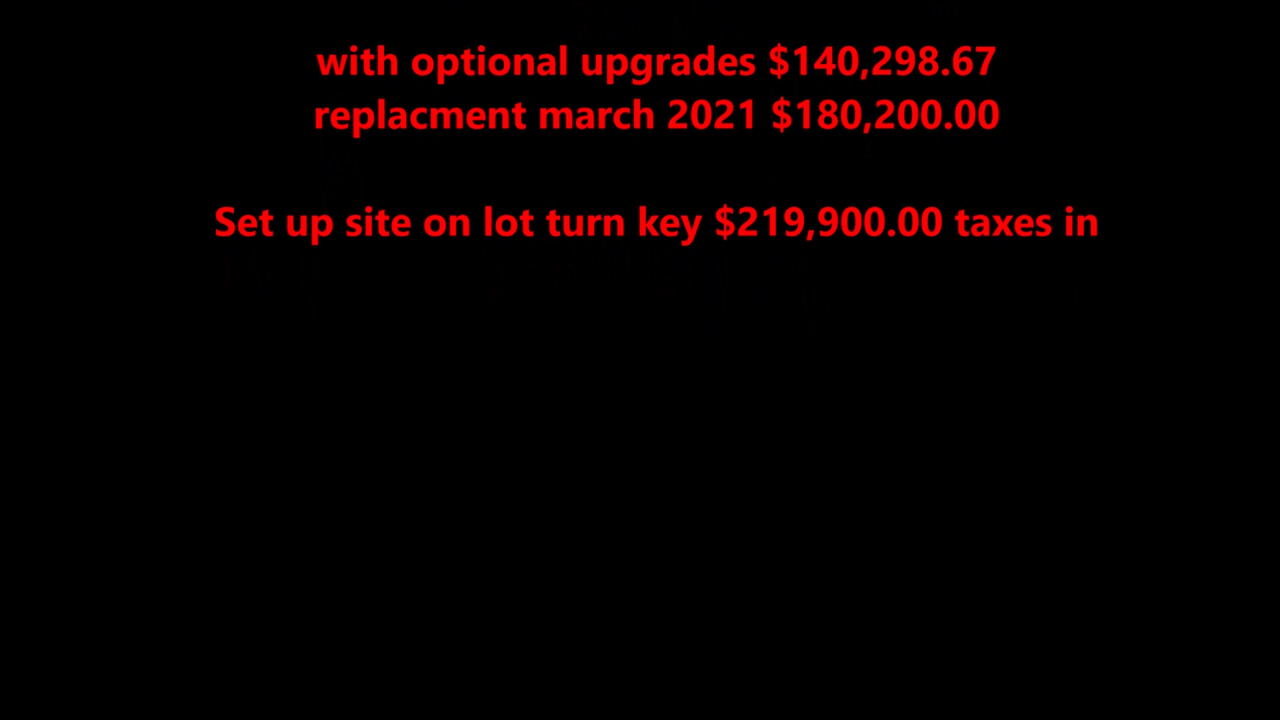 with optional upgrades $140,298.67
replacment march 2021 $180,200.00
Set up site on lot turn key $219,900.00 taxes in